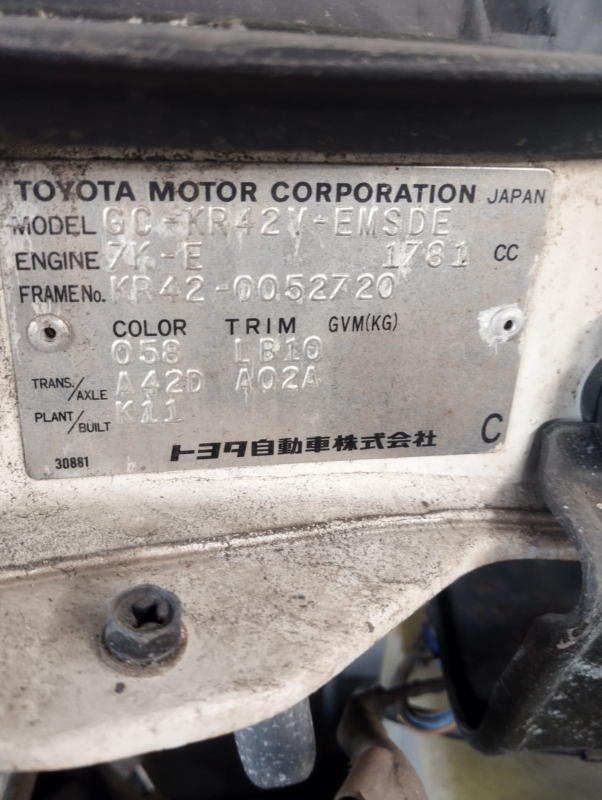 TOYOTA MOTOR CORPORATION JAPAN
MODEL GC-KR42V-EMSDE
ENGINE 7K-E 1781 CC
FRAME No. KR42-0052720
COLOR TRIM GVM(KG)
058 LB10
TRANS./AXLE A42D A02A
PLANT/BUILT K11
トヨタ自動車株式会社 C
30881